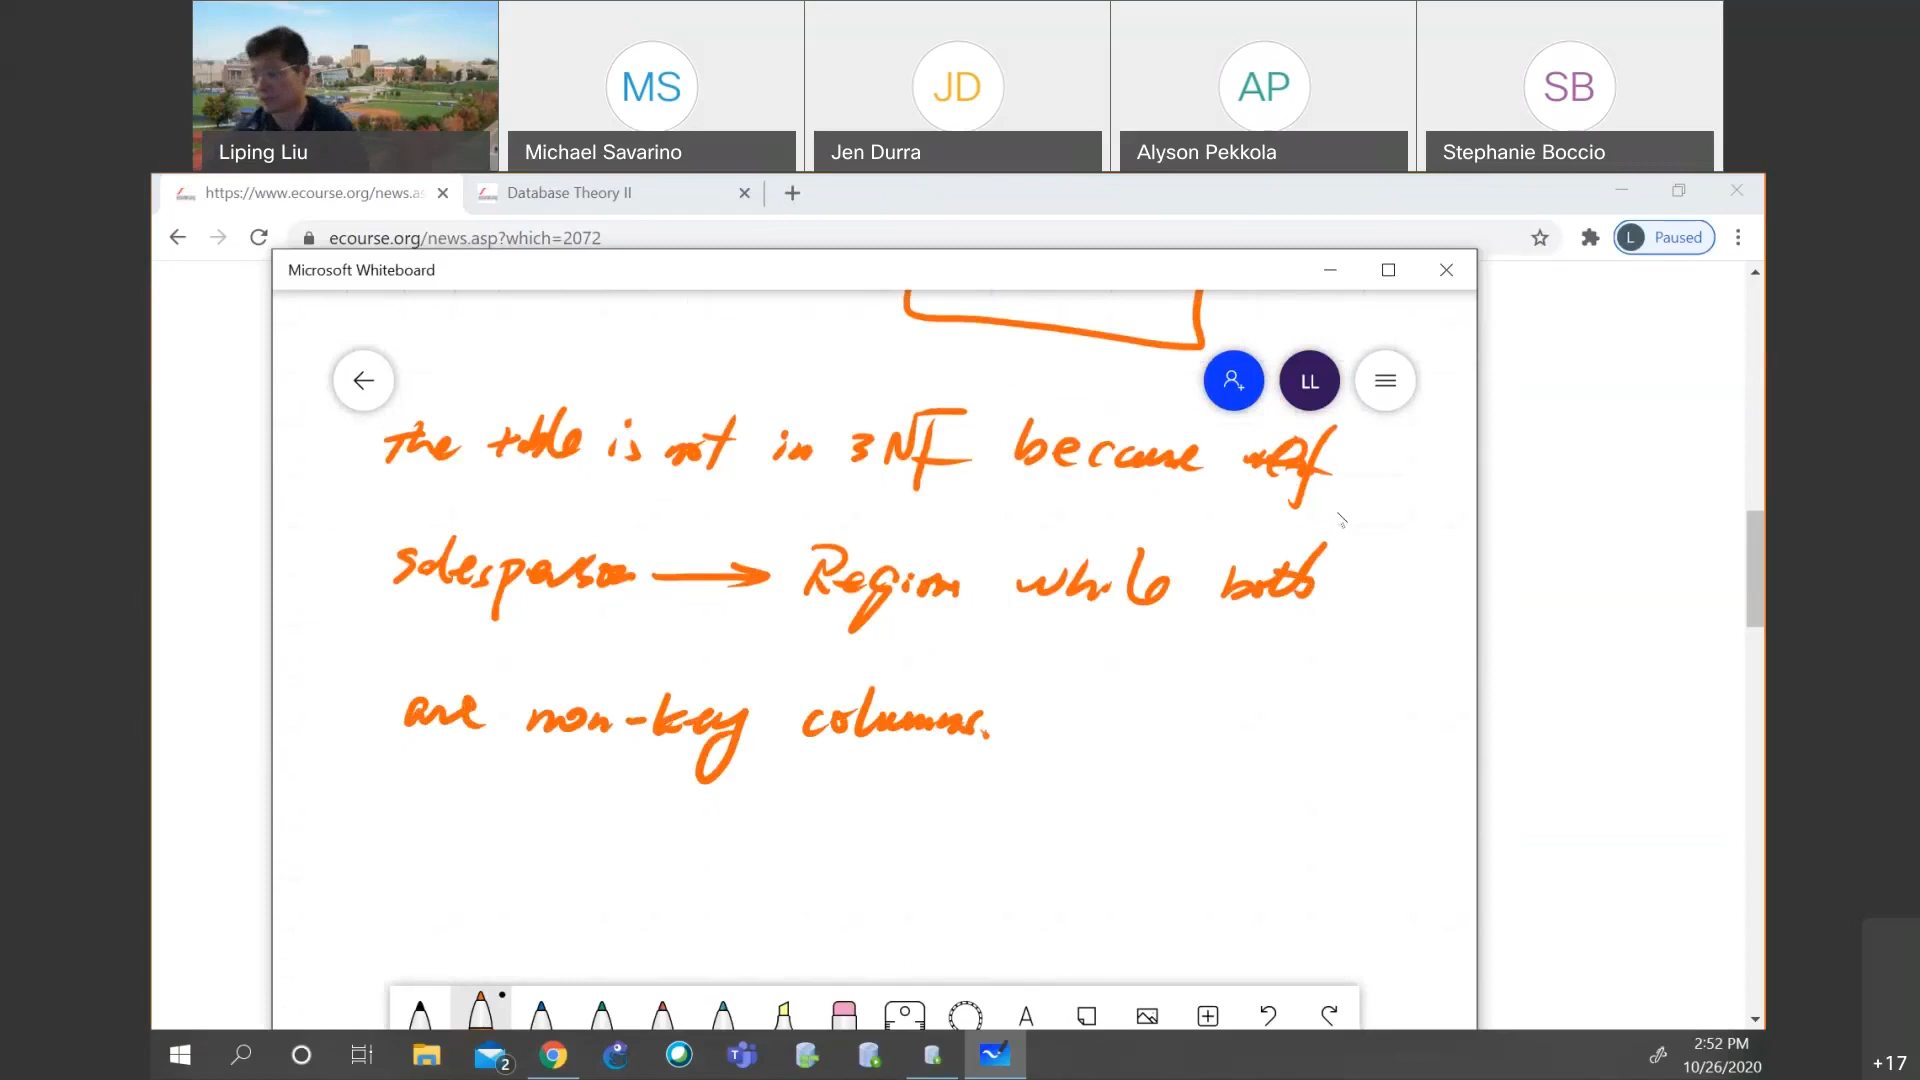 MS
JD
AP
SB
Liping Liu
Michael Savarino
Jen Durra
Alyson Pekkola
Stephanie Boccio
https://www.ecourse.org/news.as
Database Theory II
ecourse.org/news.asp?which=2072
L Paused
Microsoft Whiteboard
LL
The table is not in 3NF because of
salesperson → Region while both
are non-key columns.
A
2
2:52 PM
10/26/2020
+17